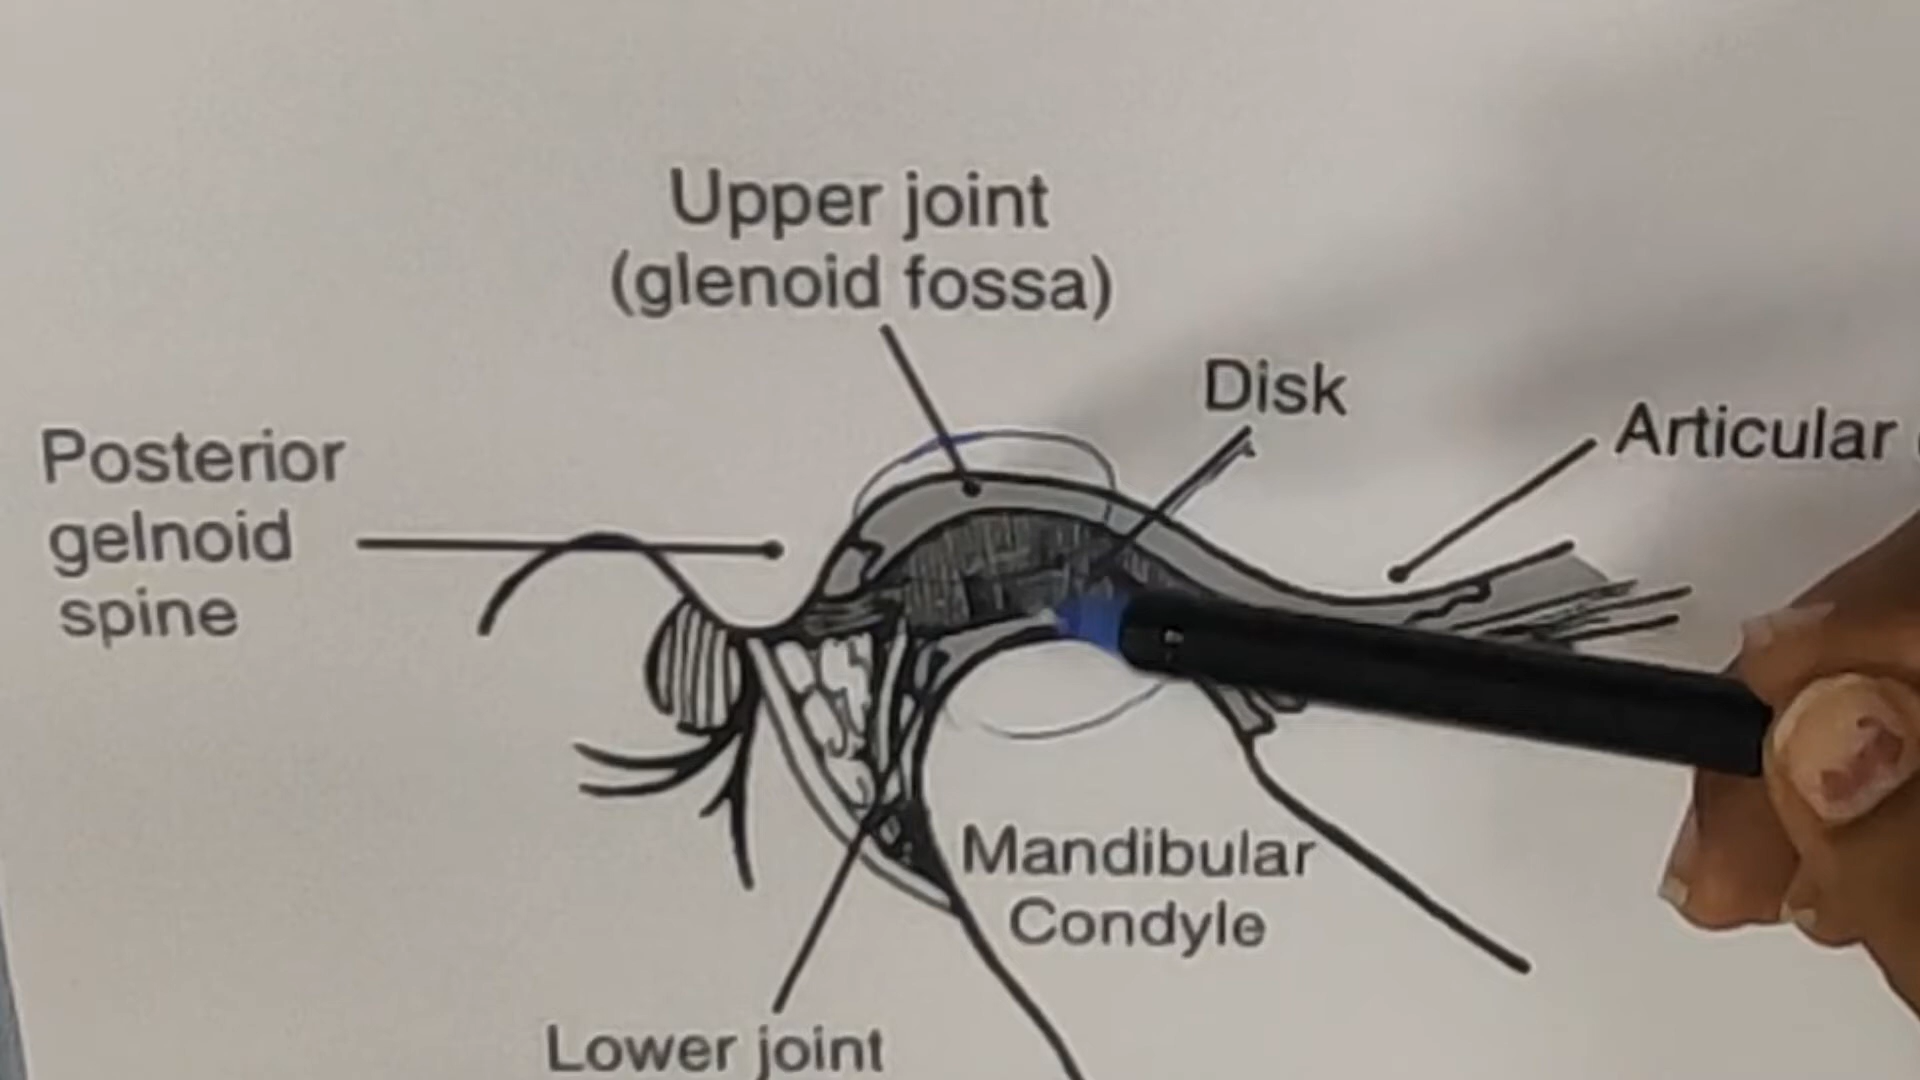 Upper joint
(glenoid fossa)
Disk
Articular
Posterior
gelnoid
spine
Mandibular
Condyle
Lower joint